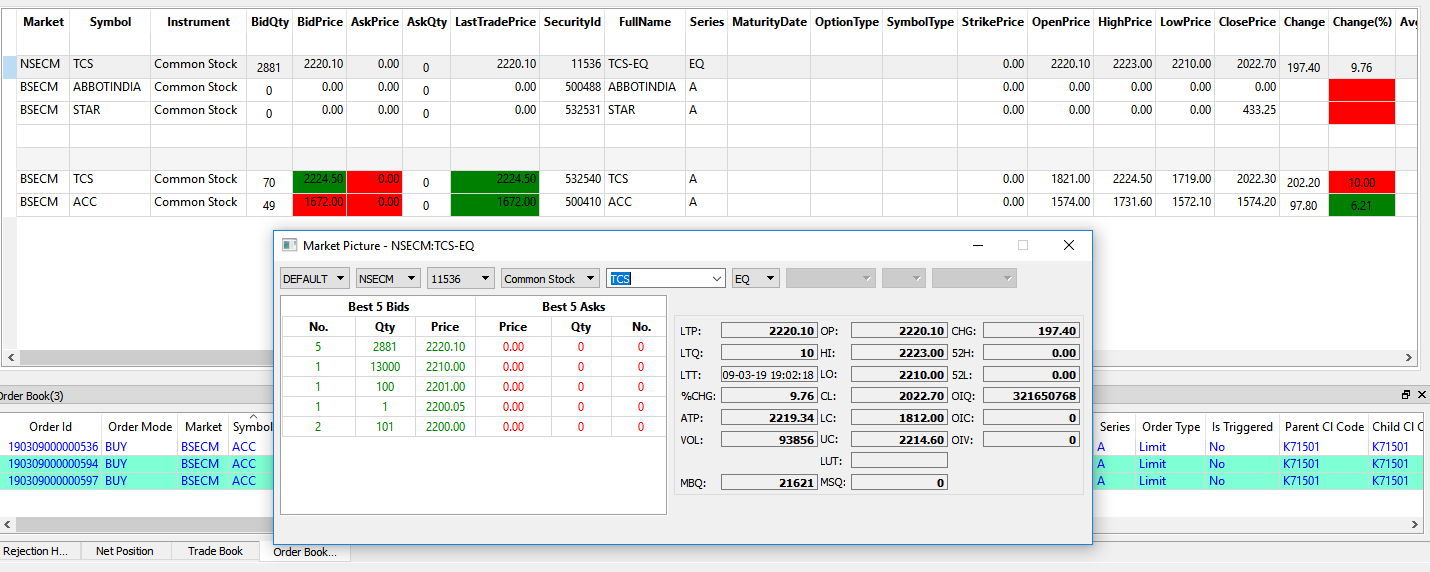 Market Symbol Instrument BidQty BidPrice AskPrice AskQty LastTradePrice SecurityId FullName Series MaturityDate OptionType SymbolType StrikePrice OpenPrice HighPrice LowPrice ClosePrice Change Change(%)
NSECM TCS Common Stock 2881 2220.10 0.00 0 2220.10 11536 TCS-EQ EQ 0.00 2220.10 2223.00 2210.00 2022.70 197.40 9.76
BSECM ABBOTINDIA Common Stock 0 0.00 0.00 0 0.00 500488 ABBOTINDIA A 0.00 0.00 0.00 0.00 0.00
BSECM STAR Common Stock 0 0.00 0.00 0 0.00 532531 STAR A 0.00 0.00 0.00 0.00 433.25
BSECM TCS Common Stock 70 2224.50 0.00 0 2224.50 532540 TCS A 0.00 1821.00 2224.50 1719.00 2022.30 202.20 10.00
BSECM ACC Common Stock 49 1672.00 0.00 0 1672.00 500410 ACC A 0.00 1574.00 1731.60 1572.10 1574.20 97.80 6.21
Market Picture - NSECM:TCS-EQ
DEFAULT NSECM 11536 Common Stock TCS EQ
Best 5 Bids Best 5 Asks
No. Qty Price Price Qty No.
5 2881 2220.10 0.00 0 0
1 13000 2210.00 0.00 0 0
1 100 2201.00 0.00 0 0
1 1 2200.05 0.00 0 0
2 101 2200.00 0.00 0 0
LTP: 2220.10 OP: 2220.10 CHG: 197.40
LTQ: 10 HI: 2223.00 52H: 0.00
LTT: 09-03-19 19:02:18 LO: 2210.00 52L: 0.00
%CHG: 9.76 CL: 2022.70 OIQ: 321650768
ATP: 2219.34 LC: 1812.00 OIC: 0
VOL: 93856 UC: 2214.60 OIV: 0
LUT:
MBQ: 21621 MSQ: 0
Order Book(3)
Order Id Order Mode Market Symbol Series Order Type Is Triggered Parent Cl Code Child Cl C
190309000000536 BUY BSECM ACC A Limit No K71501 K71501
190309000000594 BUY BSECM ACC A Limit No K71501 K71501
190309000000597 BUY BSECM ACC A Limit No K71501 K71501
Rejection H... Net Position Trade Book Order Book...